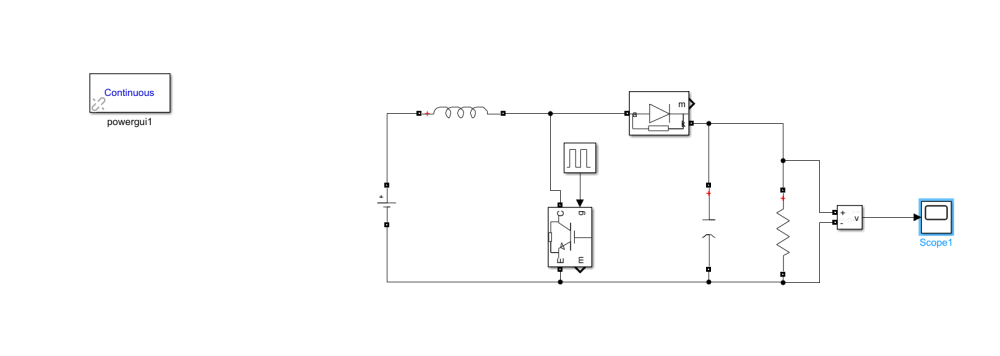 Continuous
powergui1
+
m
a
k
g
C
E
m
+
+
+
+
-
v
Scope1